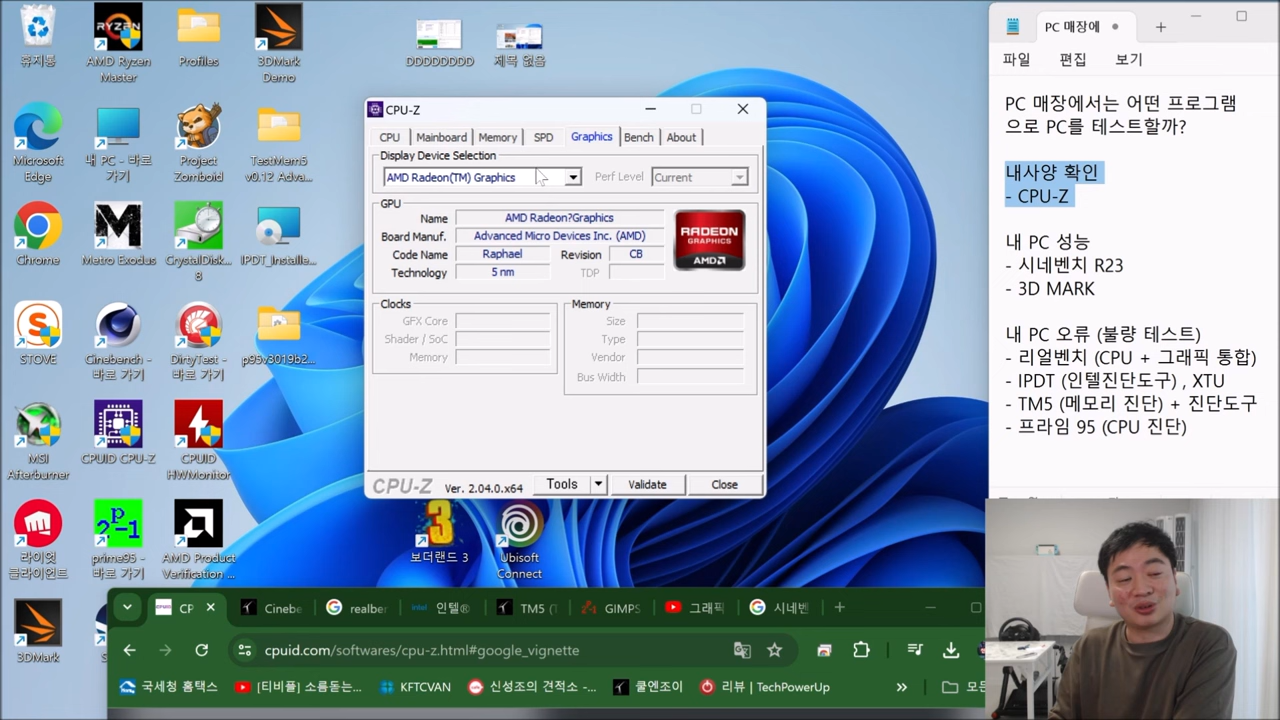 휴지통
AMD Ryzen
Master
Profiles
3DMark
Demo
DDDDDDDD
제목 없음
RYZEN
Microsoft
Edge
내 PC - 바로
가기
Project
Zomboid
TestMem5
v0.12 Adva...
Chrome
Metro Exodus
CrystalDisk...
8
IPDT_Installe...
STOVE
Cinebench -
바로 가기
DirtyTest -
바로 가기
p95v3019b2...
MSI
Afterburner
CPUID CPU-Z
CPUID
HWMonitor
라이엇
클라이언트
prime95 -
바로 가기
AMD Product
Verification ...
보더랜드 3
Ubisoft
Connect
3DMark
CPU-Z
CPU
Mainboard
Memory
SPD
Graphics
Bench
About
Display Device Selection
AMD Radeon(TM) Graphics
Perf Level
Current
GPU
Name
AMD Radeon?Graphics
Board Manuf.
Advanced Micro Devices Inc. (AMD)
Code Name
Raphael
Revision
CB
Technology
5 nm
TDP
RADEON
GRAPHICS
AMD
Clocks
GFX Core
Shader / SoC
Memory
Memory
Size
Type
Vendor
Bus Width
CPU-Z
Ver. 2.04.0.x64
Tools
Validate
Close
PC 매장에
파일
편집
보기
PC 매장에서는 어떤 프로그램
으로 PC를 테스트할까?
내사양 확인
- CPU-Z
내 PC 성능
- 시네벤치 R23
- 3D MARK
내 PC 오류 (불량 테스트)
- 리얼벤치 (CPU + 그래픽 통합)
- IPDT (인텔진단도구) , XTU
- TM5 (메모리 진단) + 진단도구
- 프라임 95 (CPU 진단)
CP
Cinebe
realber
인텔®
TM5 (
GIMPS
그래픽
시네벤
cpuid.com/softwares/cpu-z.html#google_vignette
국세청 홈택스
[티비플] 소름돋는...
KFTCVAN
신성조의 견적소 -...
쿨엔조이
리뷰 | TechPowerUp
모든